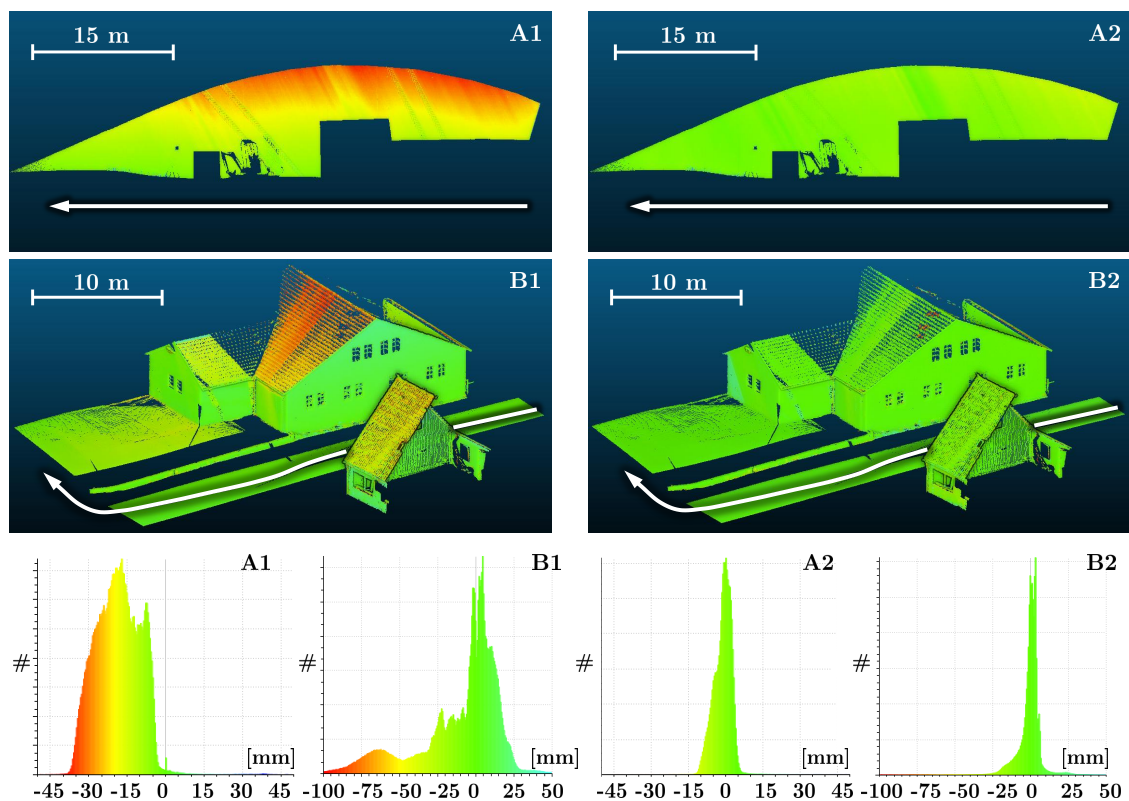 15 m A1
15 m A2
10 m B1
10 m B2
A1 B1 A2 B2
# # # #
[mm] [mm] [mm] [mm]
-45 -30 -15 0 15 30 45
-100 -75 -50 -25 0 25 50
-45 -30 -15 0 15 30 45
-100 -75 -50 -25 0 25 50